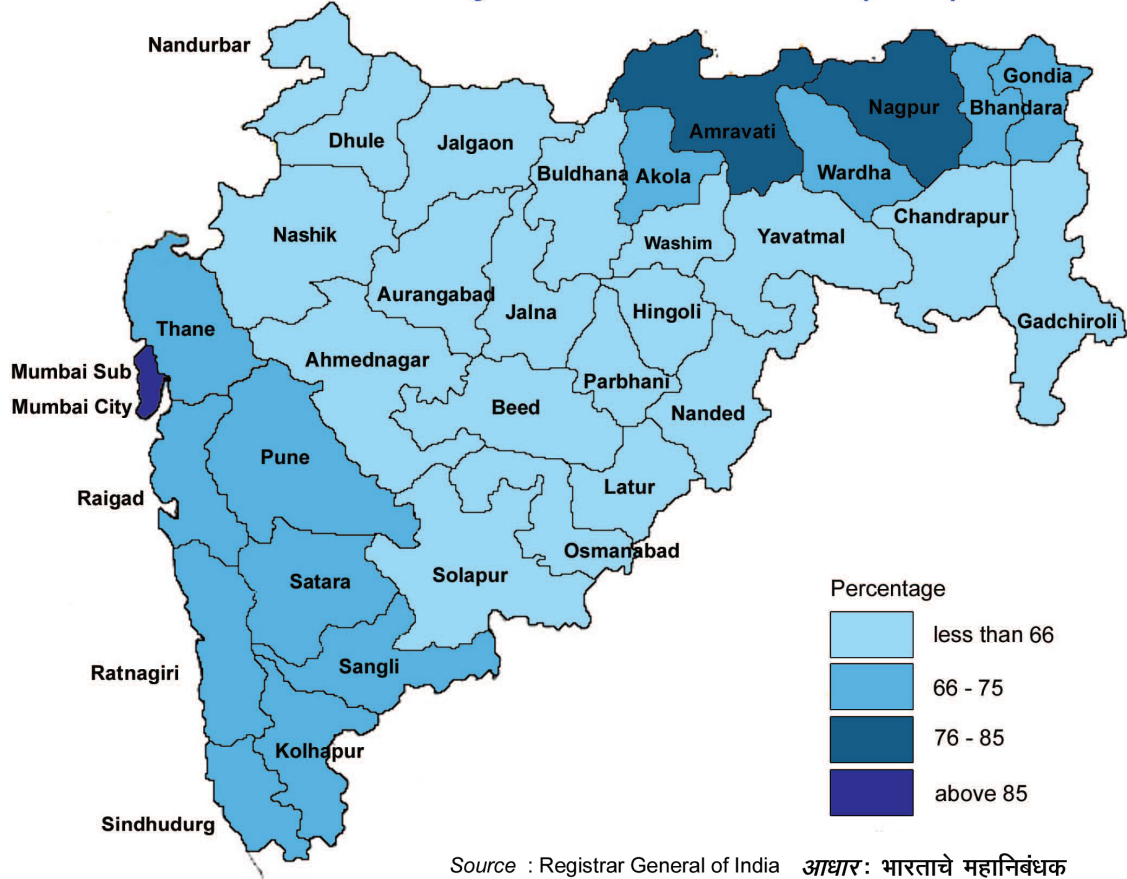 Nandurbar
Gondia
Nagpur
Bhandara
Amravati
Dhule
Jalgaon
Buldhana
Akola
Wardha
Chandrapur
Nashik
Washim
Yavatmal
Aurangabad
Jalna
Hingoli
Gadchiroli
Thane
Ahmednagar
Mumbai Sub
Mumbai City
Parbhani
Beed
Nanded
Pune
Raigad
Latur
Osmanabad
Satara
Solapur
Ratnagiri
Sangli
Kolhapur
Sindhudurg
Percentage
less than 66
66 - 75
76 - 85
above 85
Source : Registrar General of India आधार : भारताचे महानिबंधक